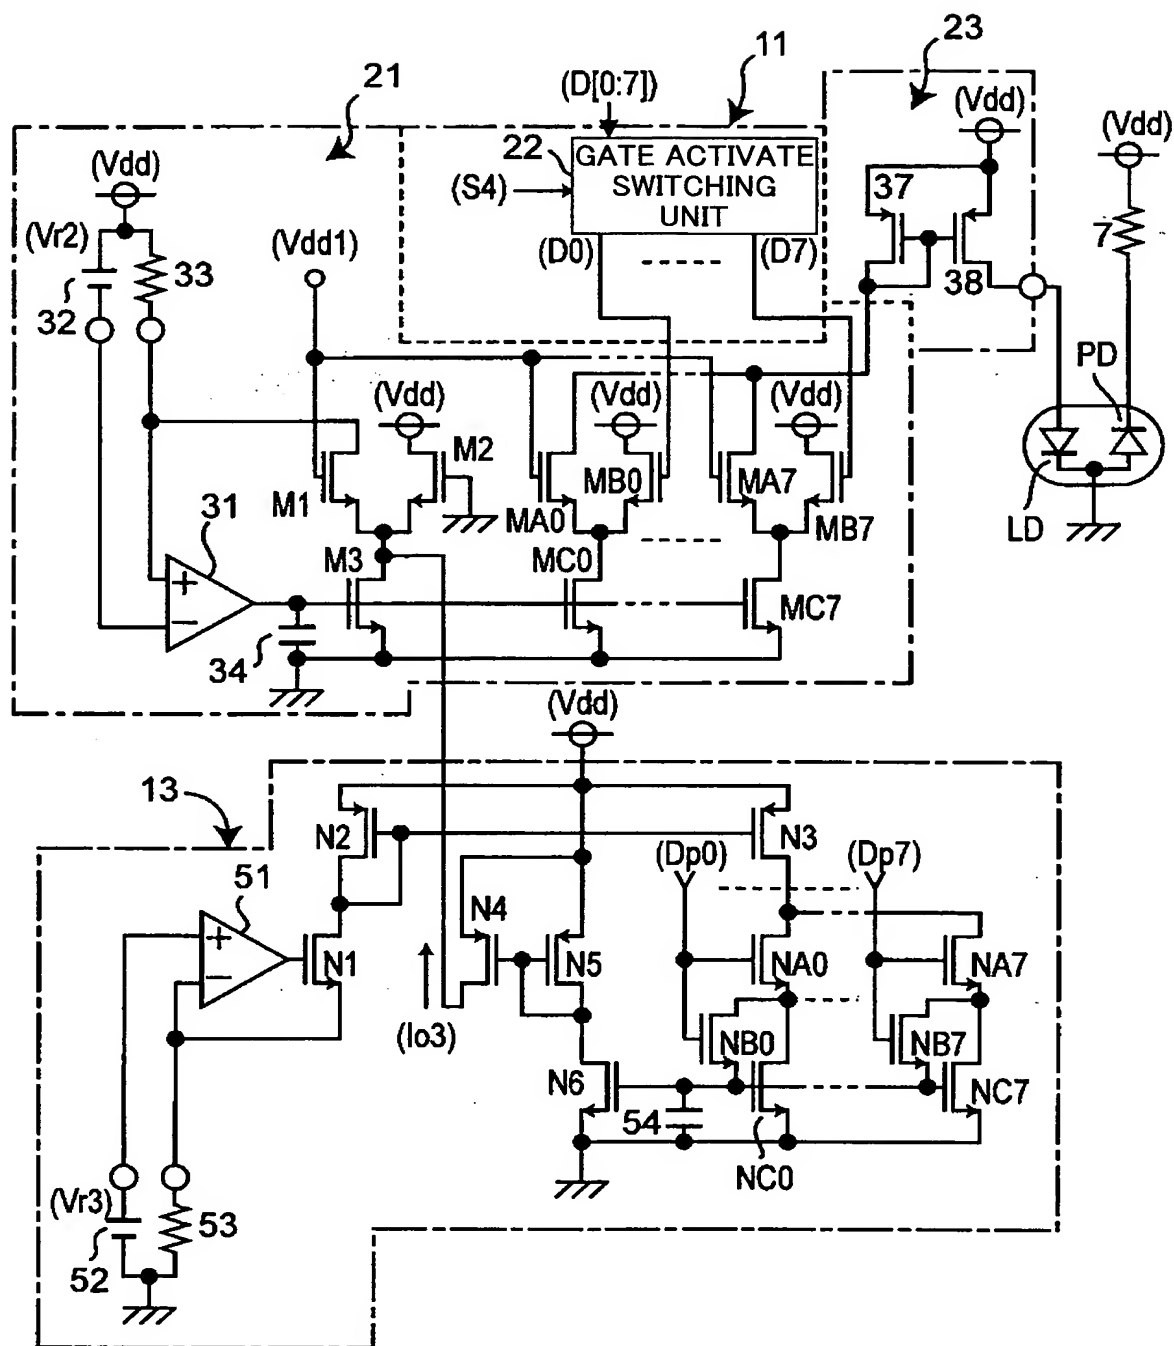 23
11
21
(D[0:7])
(Vdd)
(Vdd)
(Vdd)
22
GATE ACTIVATE
SWITCHING
UNIT
(S4)
37
(Vr2)
33
(Vdd1)
(D0)
(D7)
7
32
38
PD
(Vdd)
(Vdd)
(Vdd)
M2
M1
MB0
MA7
MA0
MB7
LD
31
M3
MC0
MC7
+
−
34
(Vdd)
13
N2
N3
(Dp0)
(Dp7)
51
N4
+
−
N1
N5
NA0
NA7
(Io3)
NB0
NB7
N6
NC7
54
NC0
(Vr3)
53
52